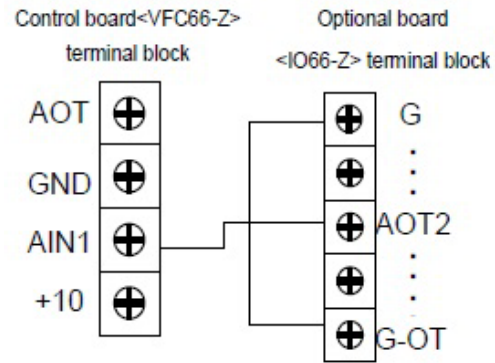 Control board<VFC66-Z>
terminal block
Optional board
<IO66-Z> terminal block
AOT
GND
AIN1
+10
G
AOT2
G-OT